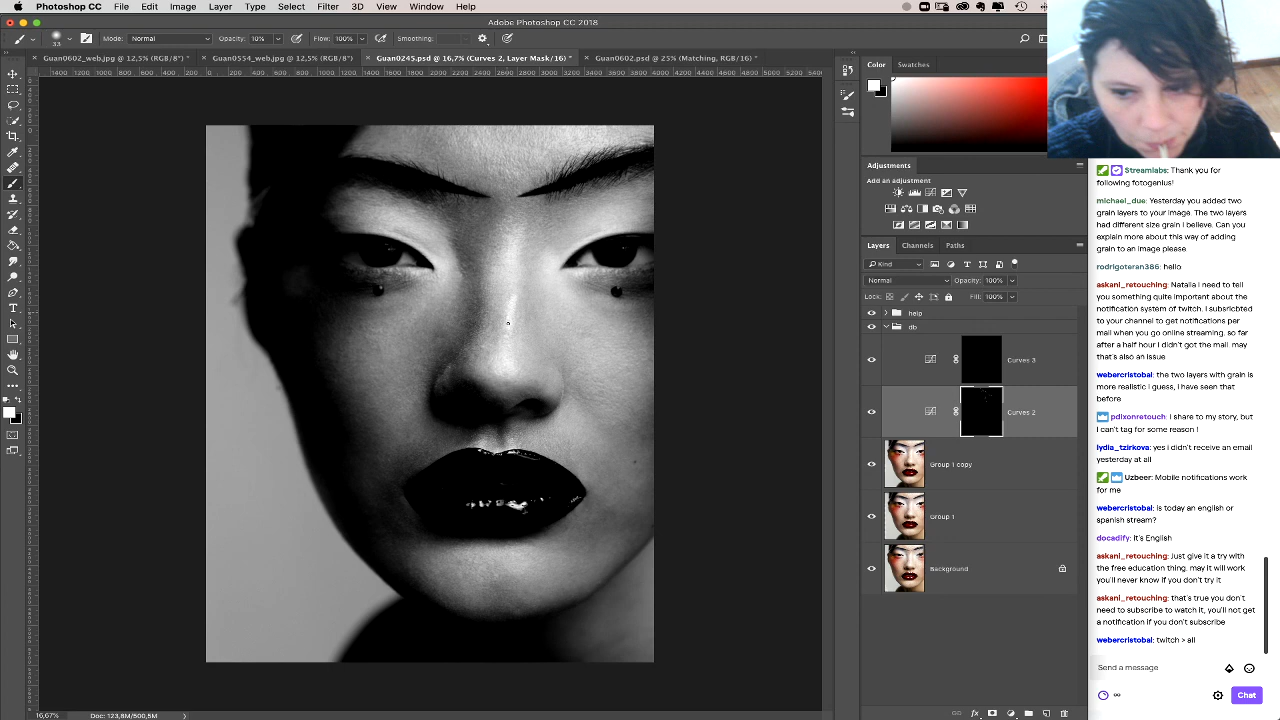 Photoshop CC File Edit Image Layer Type Select Filter 3D View Window Help
Adobe Photoshop CC 2018
33 Mode: Normal Opacity: 10% Flow: 100% Smoothing:
Guan0602_web.jpg @ 12,5% (RGB/8*) Guan0554_web.jpg @ 12,5% (RGB/8*) Guan0245.psd @ 16,7% (Curves 2, Layer Mask/16) * Guan0602.psd @ 25% (Matching, RGB/16) *
Color Swatches
Adjustments
Add an adjustment
Layers Channels Paths
Kind
Normal Opacity: 100%
Lock: Fill: 100%
help
db
Curves 3
Curves 2
Group 1 copy
Group 1
Background
16,67% Doc: 123,8M/500,5M
Streamlabs: Thank you for
following fotogenius!
michael_due: Yesterday you added two
grain layers to your image. The two layers
had different size grain I believe. Can you
explain more about this way of adding
grain to an image please
rodrigoteran386: hello
askani_retouching: Natalia I need to tell
you something quite important about the
notification system of twitch. I subsricbted
to your channel to get notifications per
mail when you go online streaming, so far
after a half hour I didn't got the mail. may
that's also an issue
webercristobal: the two layers with grain is
more realistic I guess, I have seen that
before
pdixonretouch: I share to my story, but
I can't tag for some reason !
lydia_tzirkova: yes i didn't receive an email
yesterday at all
Uzbeer: Mobile notifications work
for me
webercristobal: is today an english or
spanish stream?
docadify: it's English
askani_retouching: Just give it a try with
the free education thing, may it will work
you'll never know if you don't try it
askani_retouching: that's true you don't
need to subscribe to watch it, you'll not get
a notification if you don't subscribe
webercristobal: twitch > all
Send a message
Chat